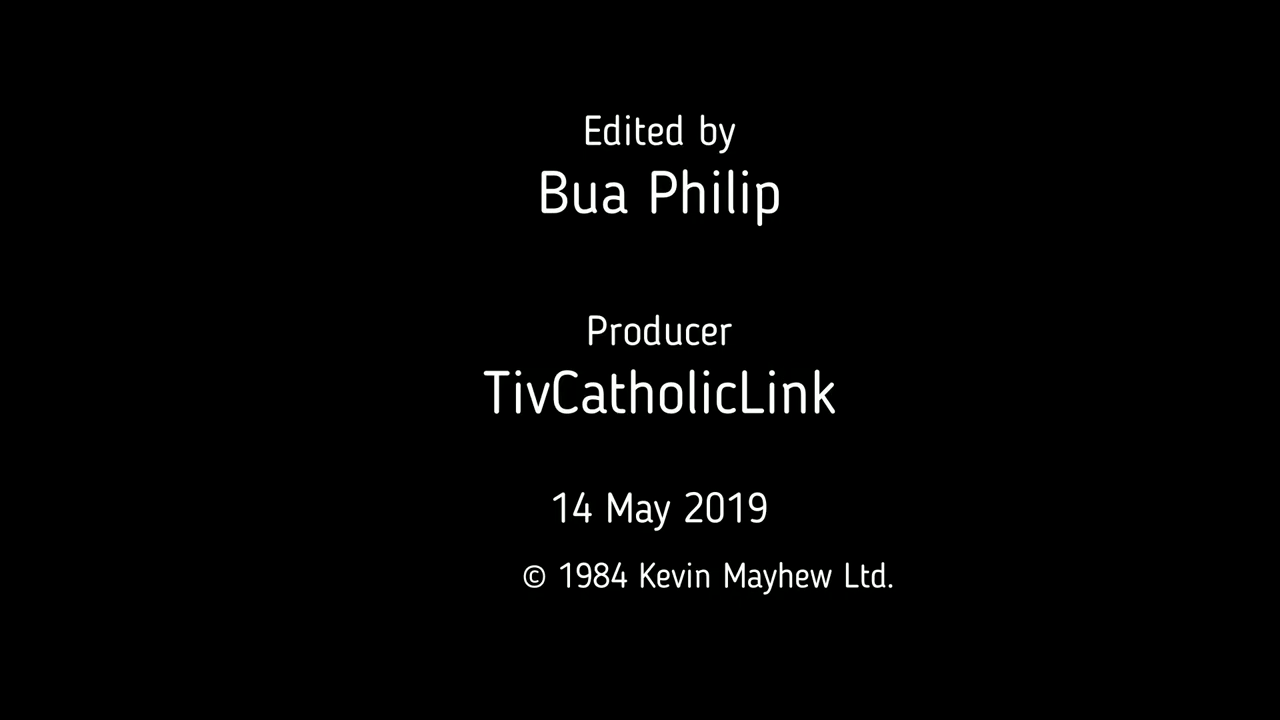 Edited by
Bua Philip
Producer
TivCatholicLink
14 May 2019
© 1984 Kevin Mayhew Ltd.